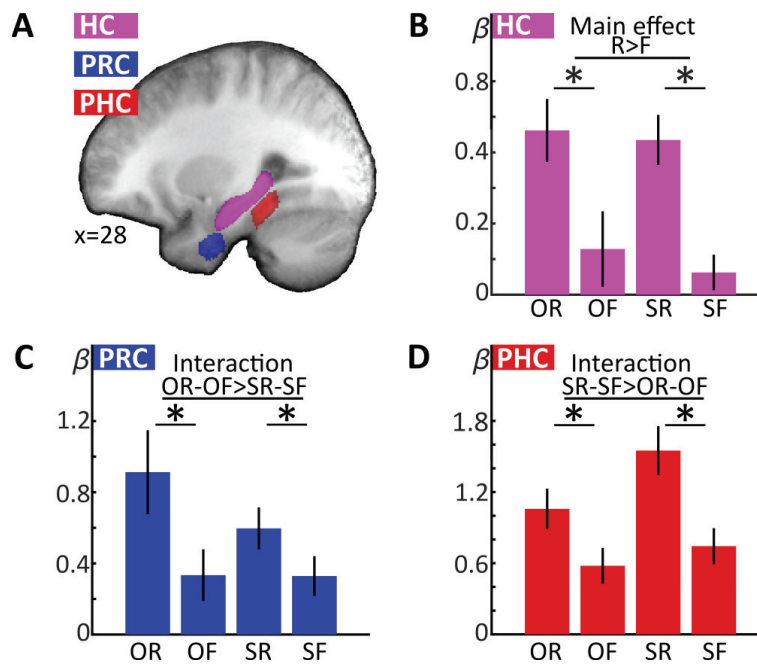 A
HC
PRC
PHC
x=28
B
β HC Main effect
R>F
* *
0.8
0.4
0.2
0
OR OF SR SF
C
β PRC Interaction
OR-OF>SR-SF
* *
1.2
0.8
0.4
0
OR OF SR SF
D
β PHC Interaction
SR-SF>OR-OF
* *
1.8
1.2
0.6
0
OR OF SR SF